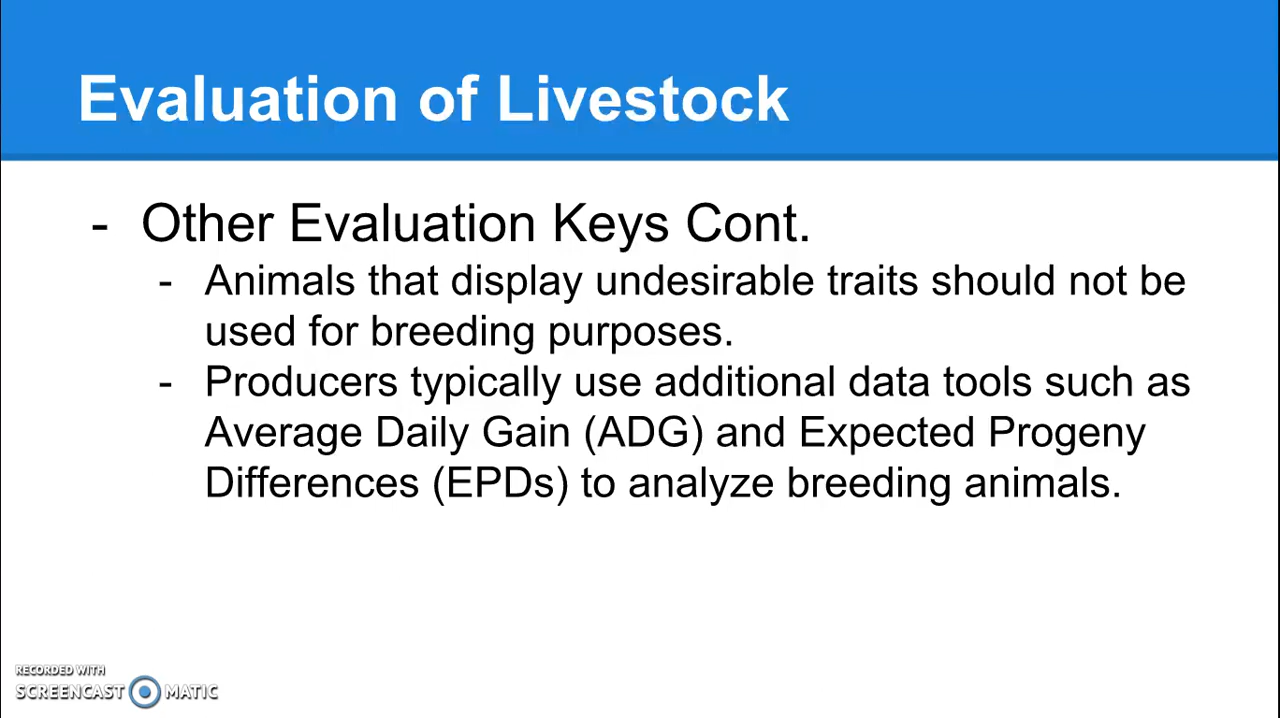 Evaluation of Livestock
- Other Evaluation Keys Cont.
- Animals that display undesirable traits should not be
used for breeding purposes.
- Producers typically use additional data tools such as
Average Daily Gain (ADG) and Expected Progeny
Differences (EPDs) to analyze breeding animals.
RECORDED WITH
SCREENCAST MATIC